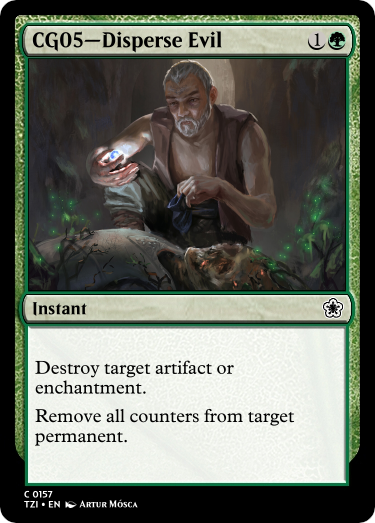 CG05—Disperse Evil 1
Instant
Destroy target artifact or
enchantment.
Remove all counters from target
permanent.
C 0157
TZI • EN Artur Mósca